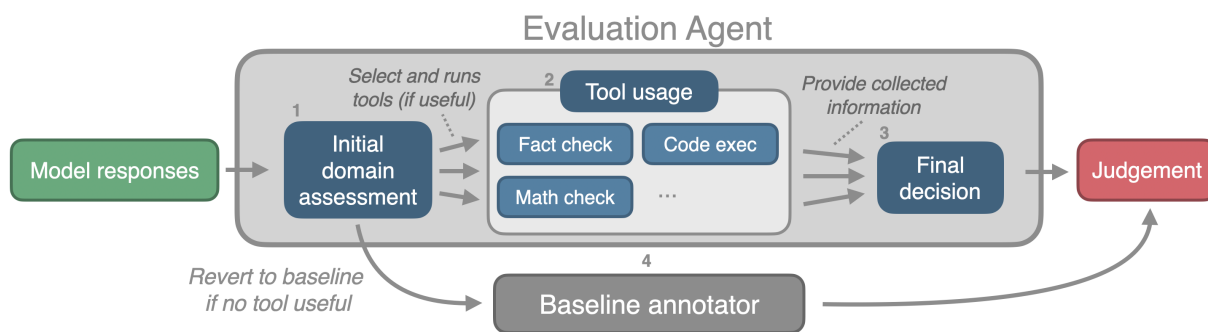 Evaluation Agent
Select and runs
tools (if useful)
2
Tool usage
Provide collected
information
1
Initial
domain
assessment
Fact check
Code exec
Math check
...
3
Final
decision
Model responses
Judgement
Revert to baseline
if no tool useful
4
Baseline annotator